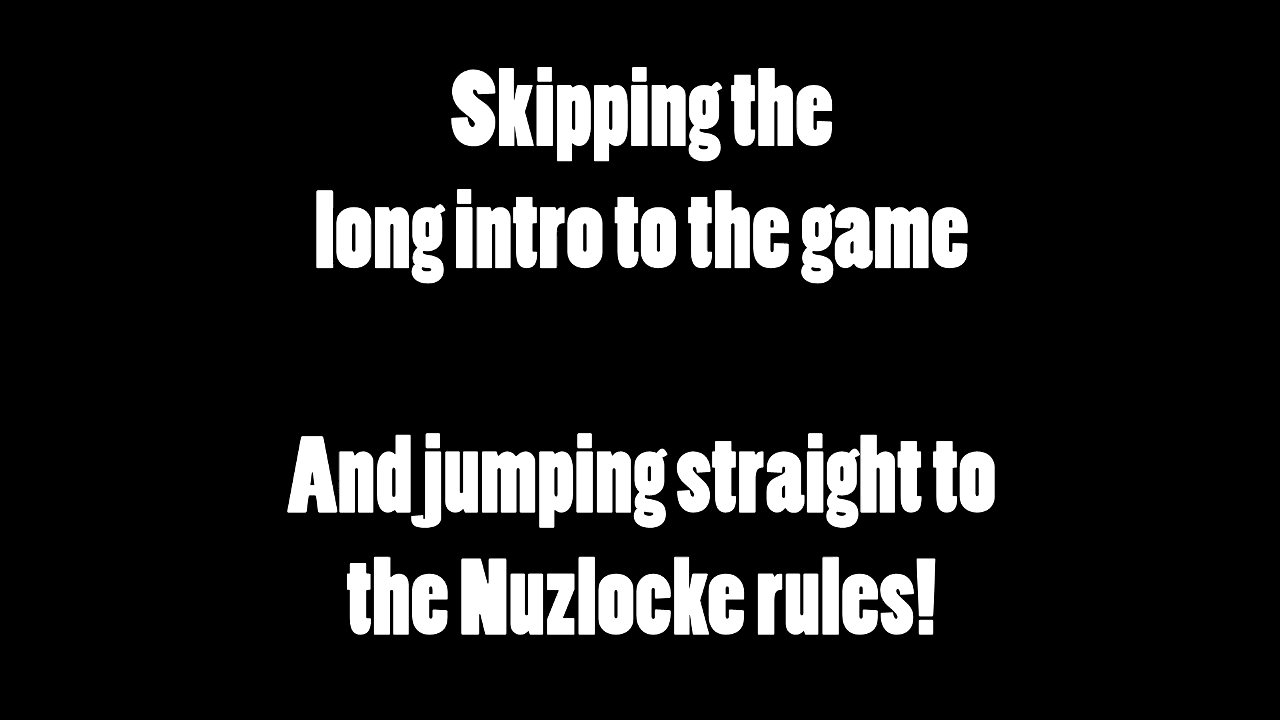 Skipping the
long intro to the game
And jumping straight to
the Nuzlocke rules!